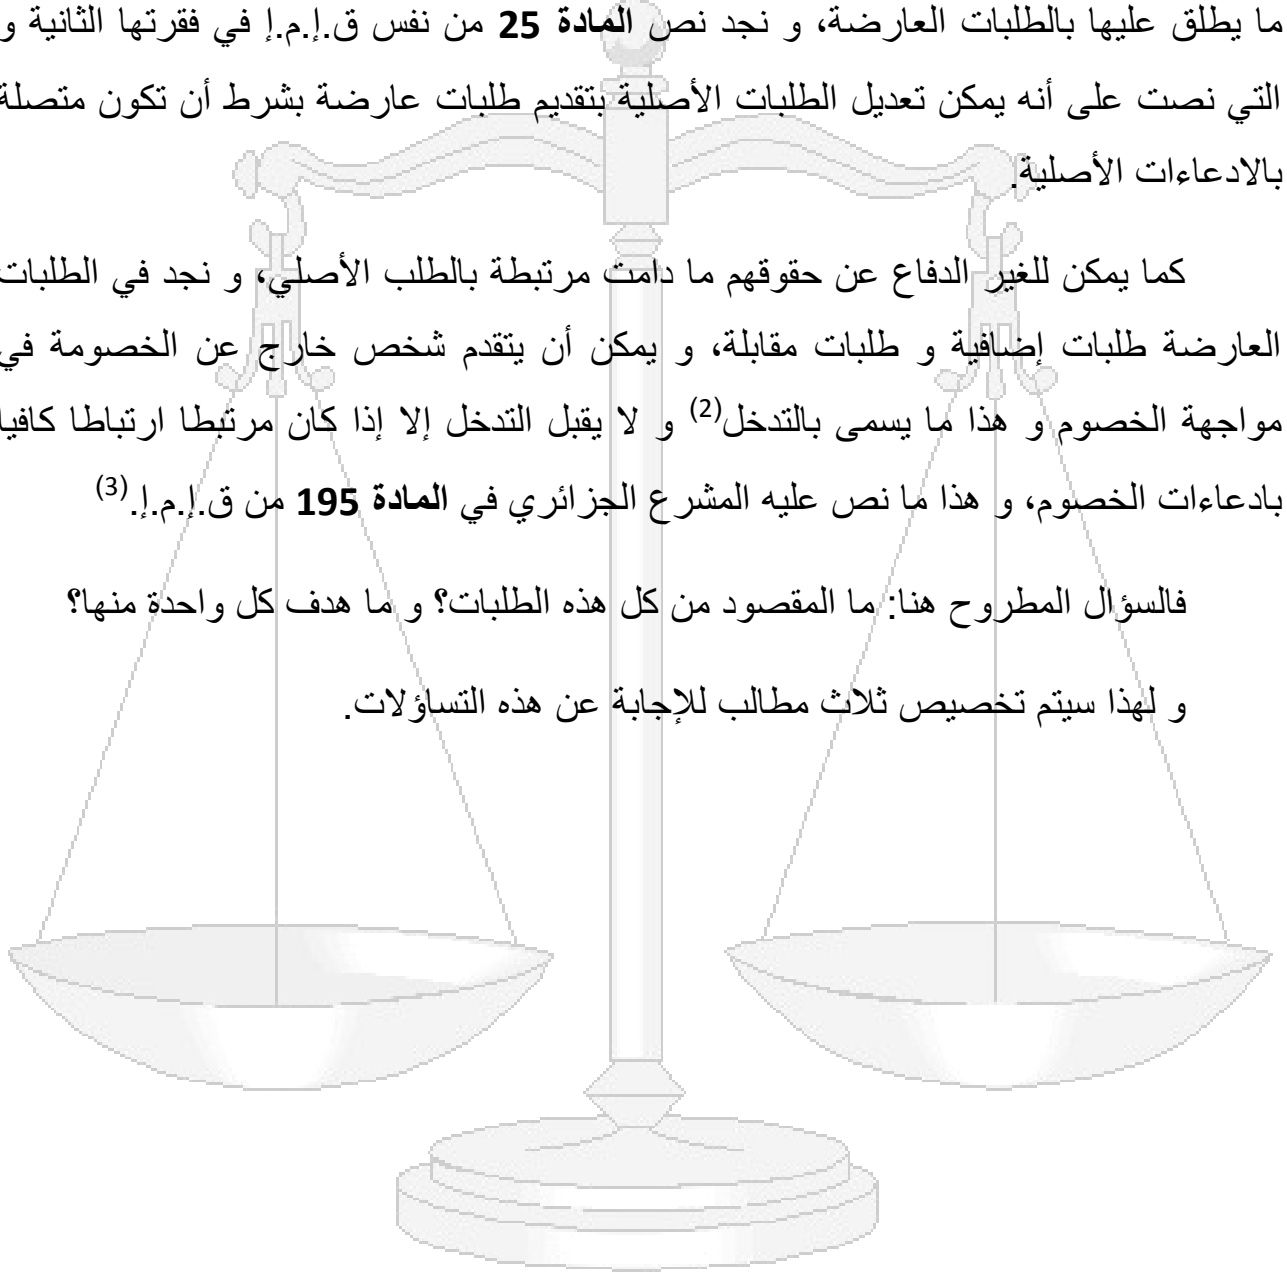 ما يطلق عليها بالطلبات العارضة، و نجد نص المادة 25 من نفس ق.إ.م.إ في فقرتها الثانية و
التي نصت على أنه يمكن تعديل الطلبات الأصلية بتقديم طلبات عارضة بشرط أن تكون متصلة
بالادعاءات الأصلية.
كما يمكن للغير الدفاع عن حقوقهم ما دامت مرتبطة بالطلب الأصلي، و نجد في الطلبات
العارضة طلبات إضافية و طلبات مقابلة، و يمكن أن يتقدم شخص خارج عن الخصومة في
مواجهة الخصوم و هذا ما يسمى بالتدخل(2) و لا يقبل التدخل إلا إذا كان مرتبطا ارتباطا كافيا
بادعاءات الخصوم، و هذا ما نص عليه المشرع الجزائري في المادة 195 من ق.إ.م.إ.(3)
فالسؤال المطروح هنا: ما المقصود من كل هذه الطلبات؟ و ما هدف كل واحدة منها؟
و لهذا سيتم تخصيص ثلاث مطالب للإجابة عن هذه التساؤلات.